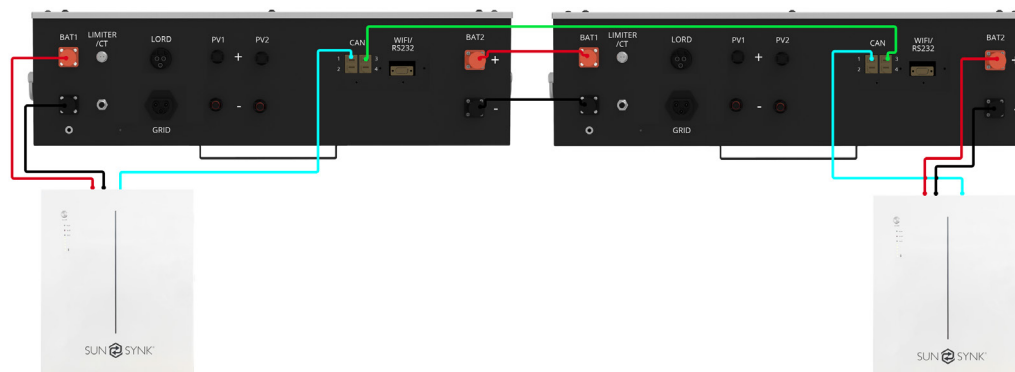 BAT1
LIMITER
/CT
LORD
PV1
+
PV2
CAN
1
2
3
4
WIFI/
RS232
BAT2
+
-
-
GRID
BAT1
LIMITER
/CT
LORD
PV1
+
PV2
CAN
1
2
3
4
WIFI/
RS232
BAT2
-
GRID
SUN SYNK
SUN SYNK